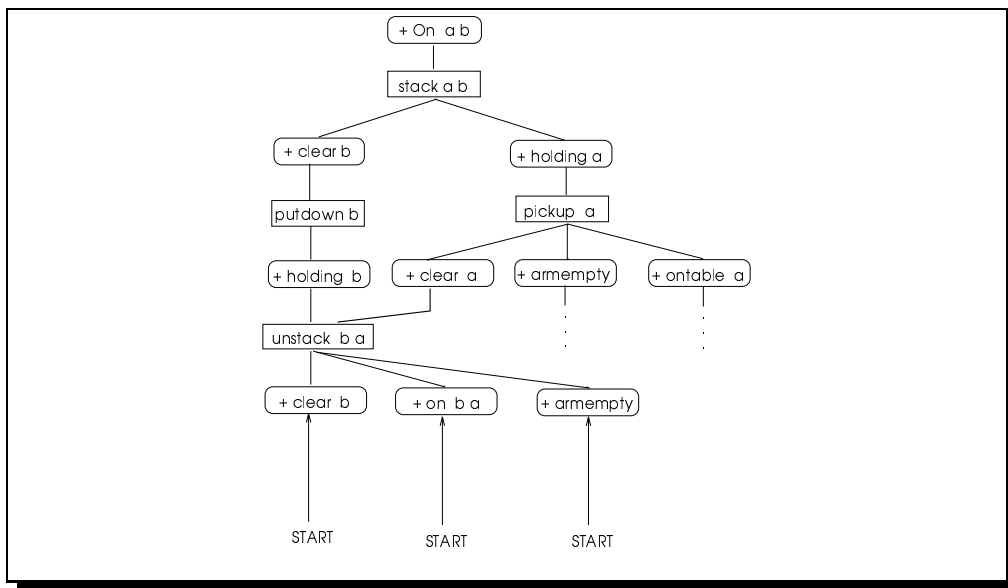 + On a b
stack a b
+ clear b
+ holding a
putdown b
pickup a
+ holding b
+ clear a
+ armempty
+ ontable a
unstack b a
+ clear b
+ on b a
+ armempty
START
START
START